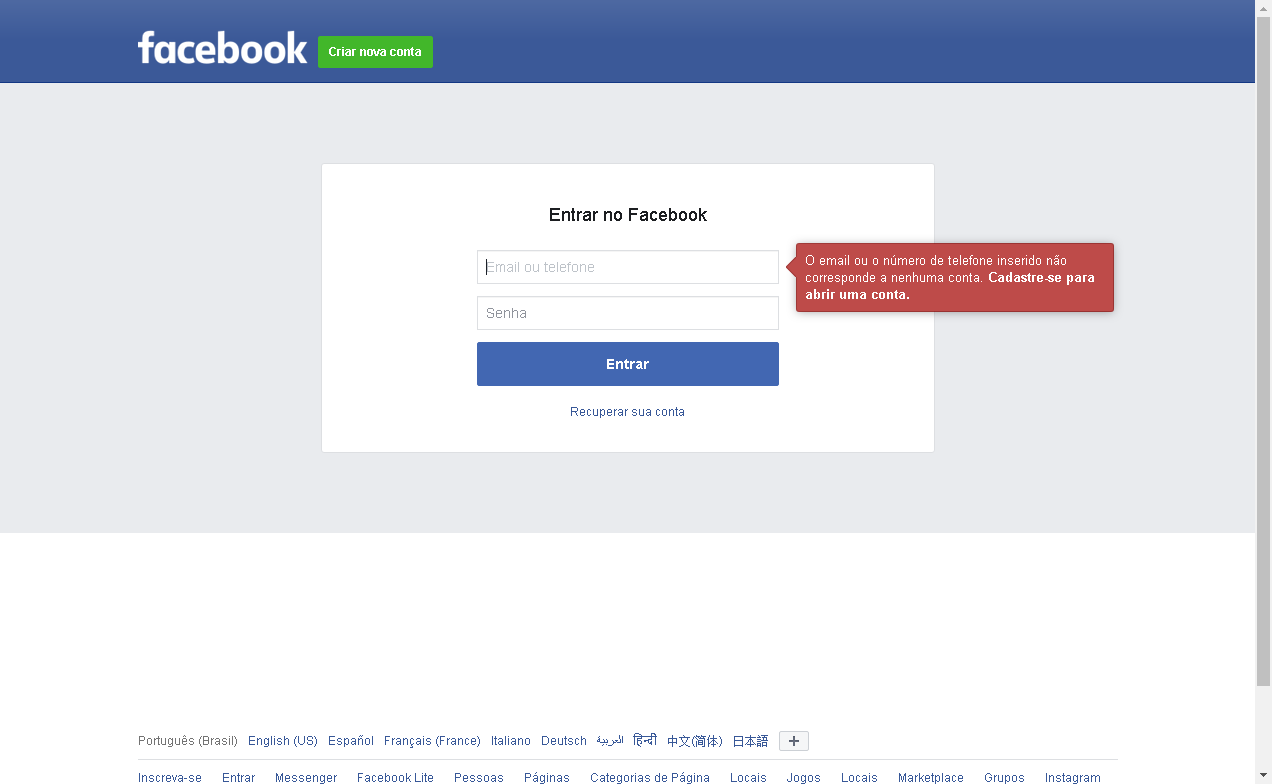 facebook
Criar nova conta
Entrar no Facebook
Email ou telefone
O email ou o número de telefone inserido não
corresponde a nenhuma conta. Cadastre-se para
abrir uma conta.
Senha
Entrar
Recuperar sua conta
Português (Brasil) English (US) Español Français (France) Italiano Deutsch العربية हिन्दी 中文(简体) 日本語 +
Inscreva-se Entrar Messenger Facebook Lite Pessoas Páginas Categorias de Página Locais Jogos Locais Marketplace Grupos Instagram